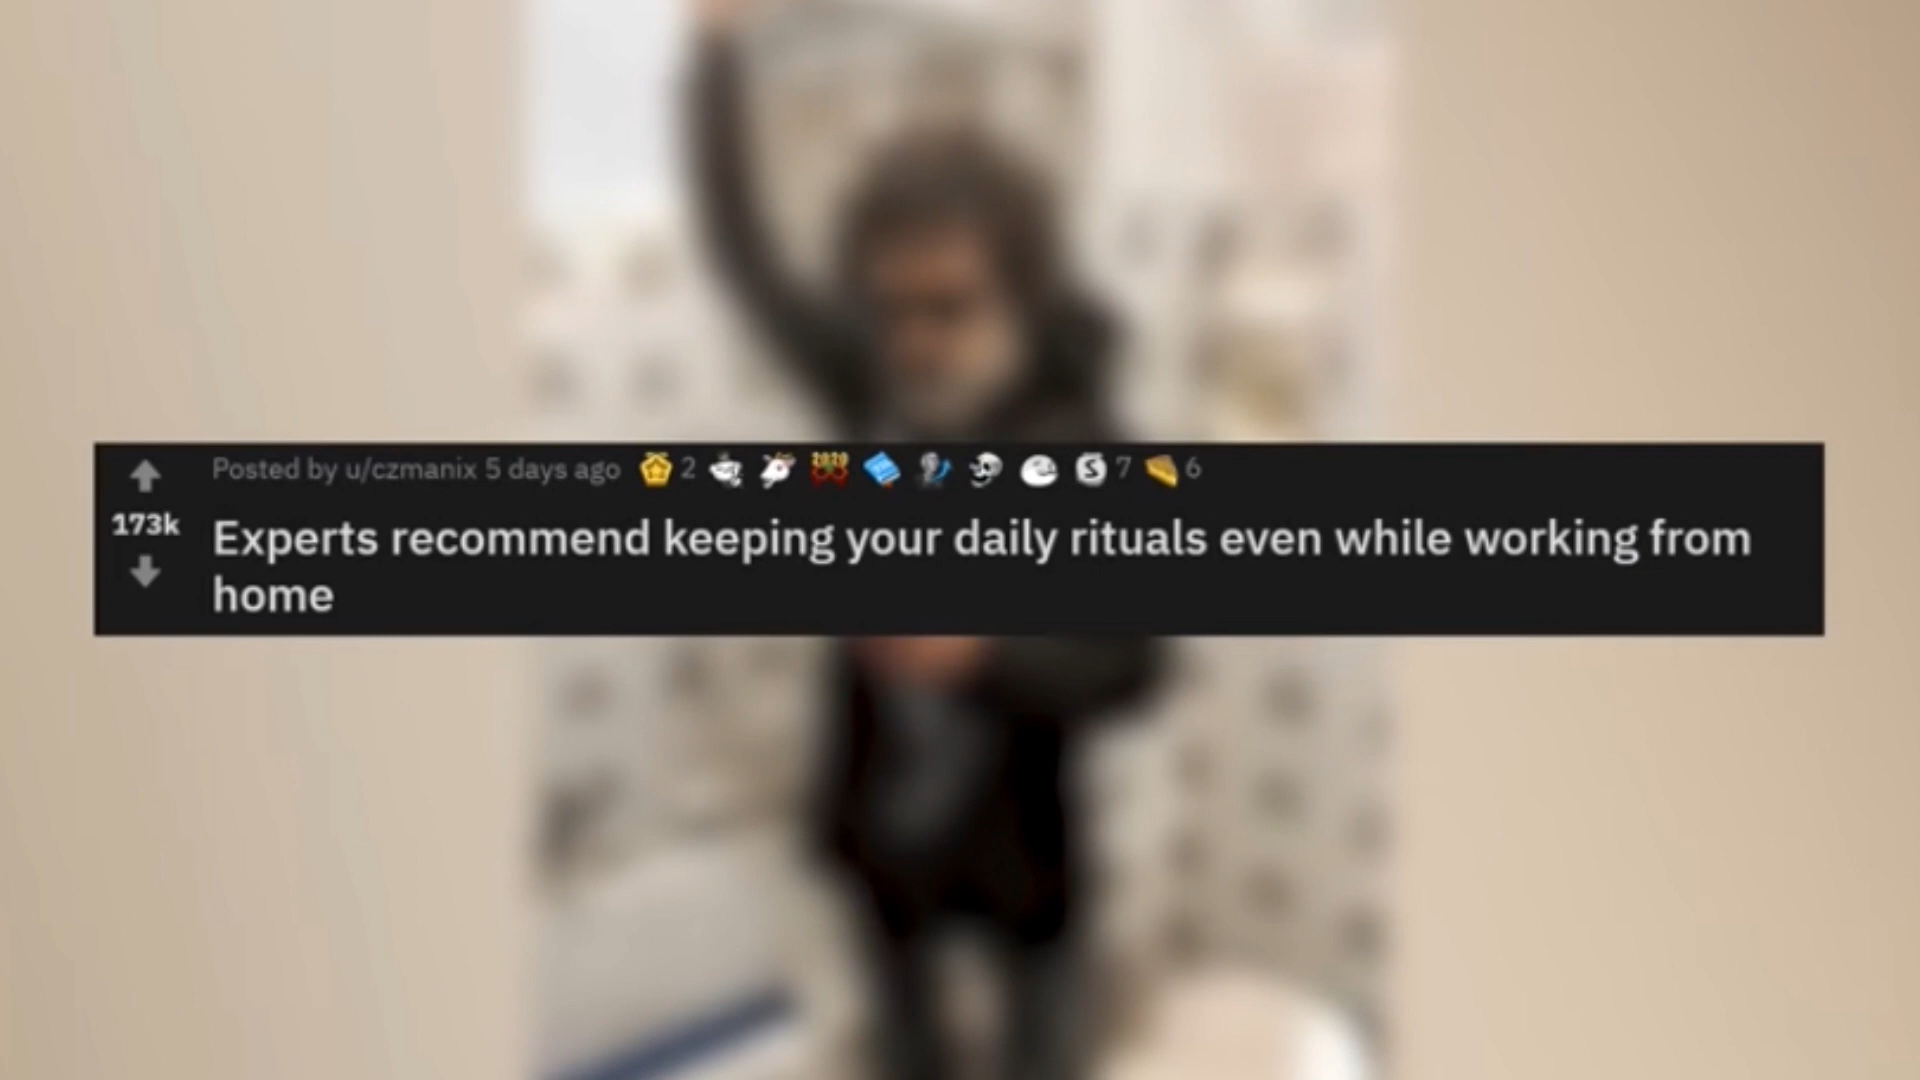 Posted by u/czmanix 5 days ago 2 7 6
173k
Experts recommend keeping your daily rituals even while working from
home